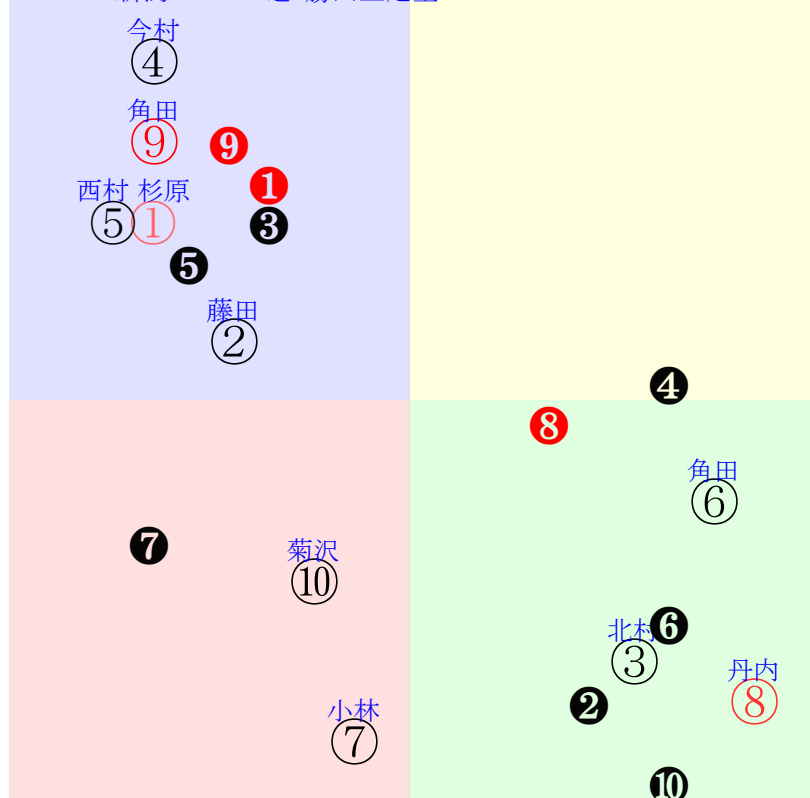 今村
④
角田
⑨ ❾
❶
西村 杉原
⑤ ① ❸
❺
藤田
②
❹
❽
角田
⑥
❼
菊沢
⑩
北村 ❻
③
丹内
⑧
❷
小林
⑦
❿